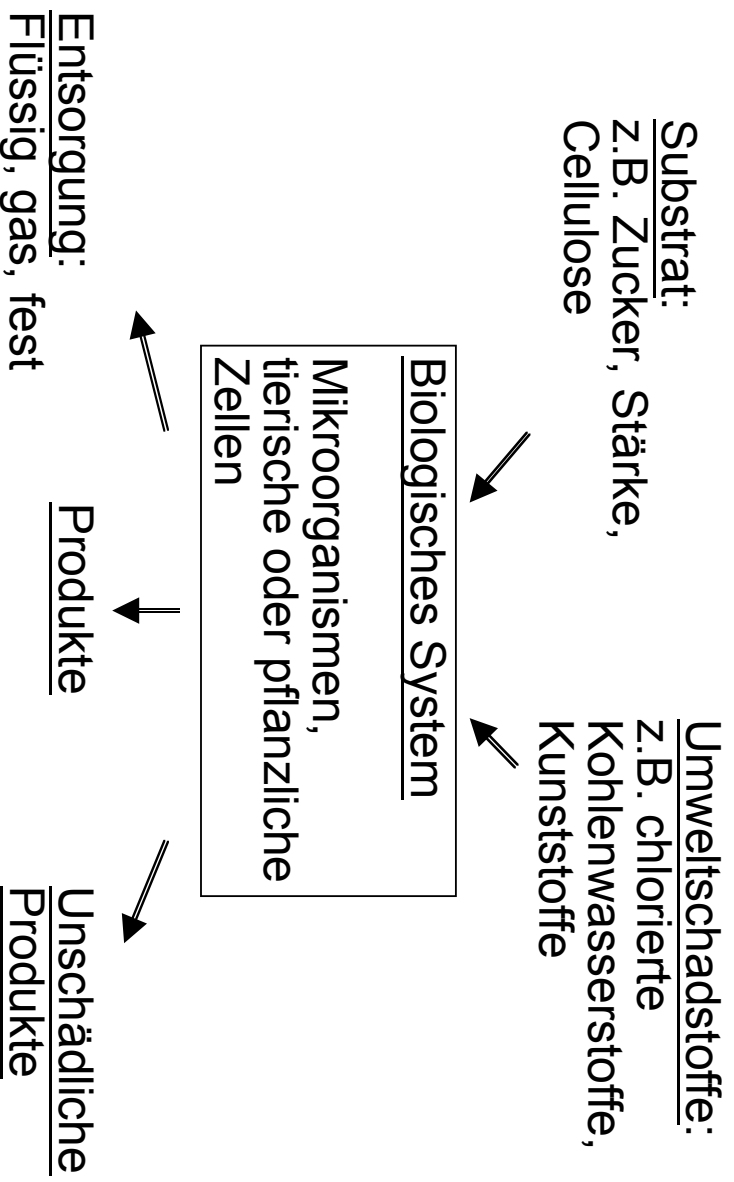 Substrat:
z.B. Zucker, Stärke,
Cellulose
Umweltschadstoffe:
z.B. chlorierte
Kohlenwasserstoffe,
Kunststoffe
Biologisches System
Mikroorganismen,
tierische oder pflanzliche
Zellen
Entsorgung:
Flüssig, gas, fest
Produkte
Unschädliche
Produkte